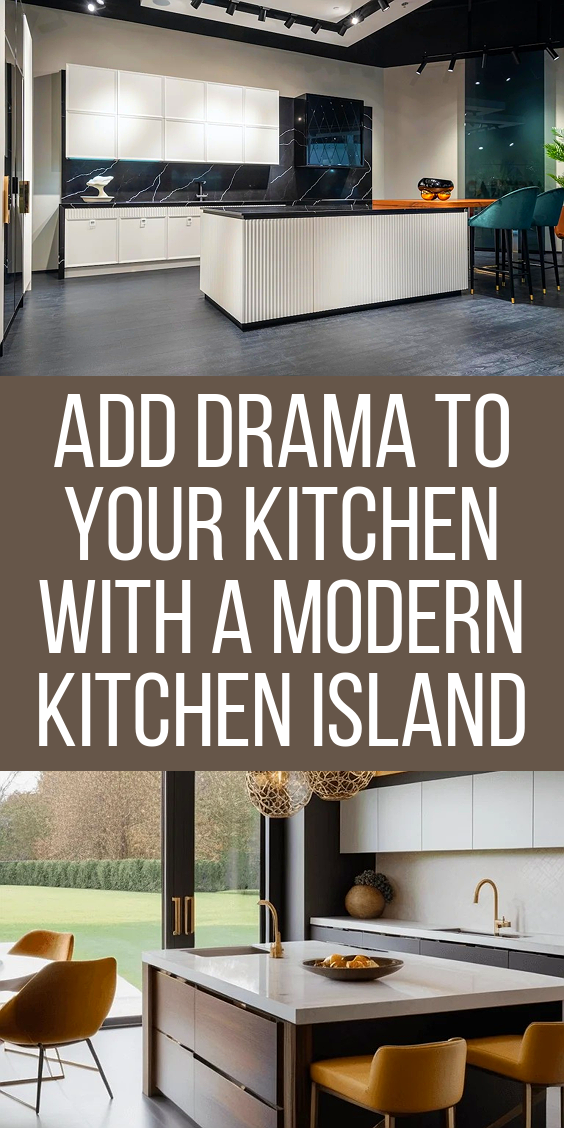 ADD DRAMA TO
YOUR KITCHEN
WITH A MODERN
KITCHEN ISLAND